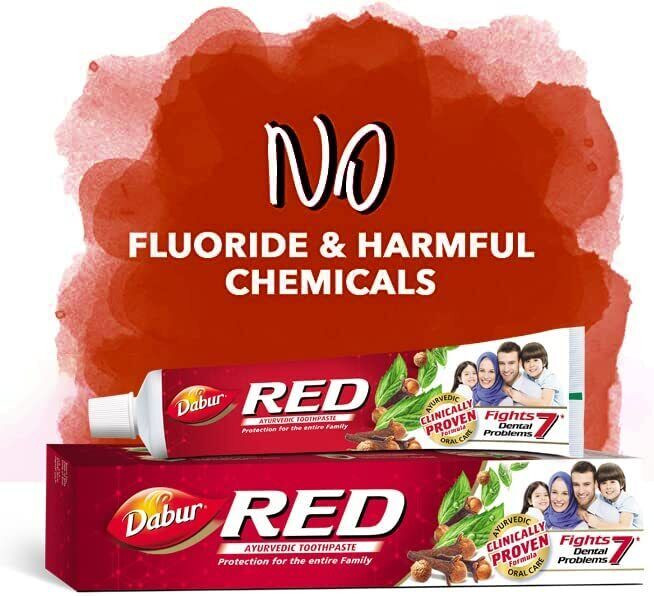 NO
FLUORIDE & HARMFUL
CHEMICALS
Dabur
RED
AYURVEDIC TOOTHPASTE
Protection for the entire Family
AYURVEDIC
CLINICALLY
PROVEN
Formula
ORAL CARE
Fights
Dental
Problems
7*
Dabur
RED
AYURVEDIC TOOTHPASTE
Protection for the entire Family
AYURVEDIC
CLINICALLY
PROVEN
Formula
ORAL CARE
Fights
Dental
Problems
7*